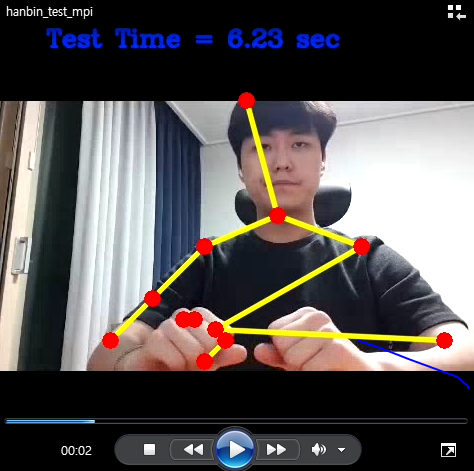 hanbin_test_mpi
Test Time = 6.23 sec
00:02